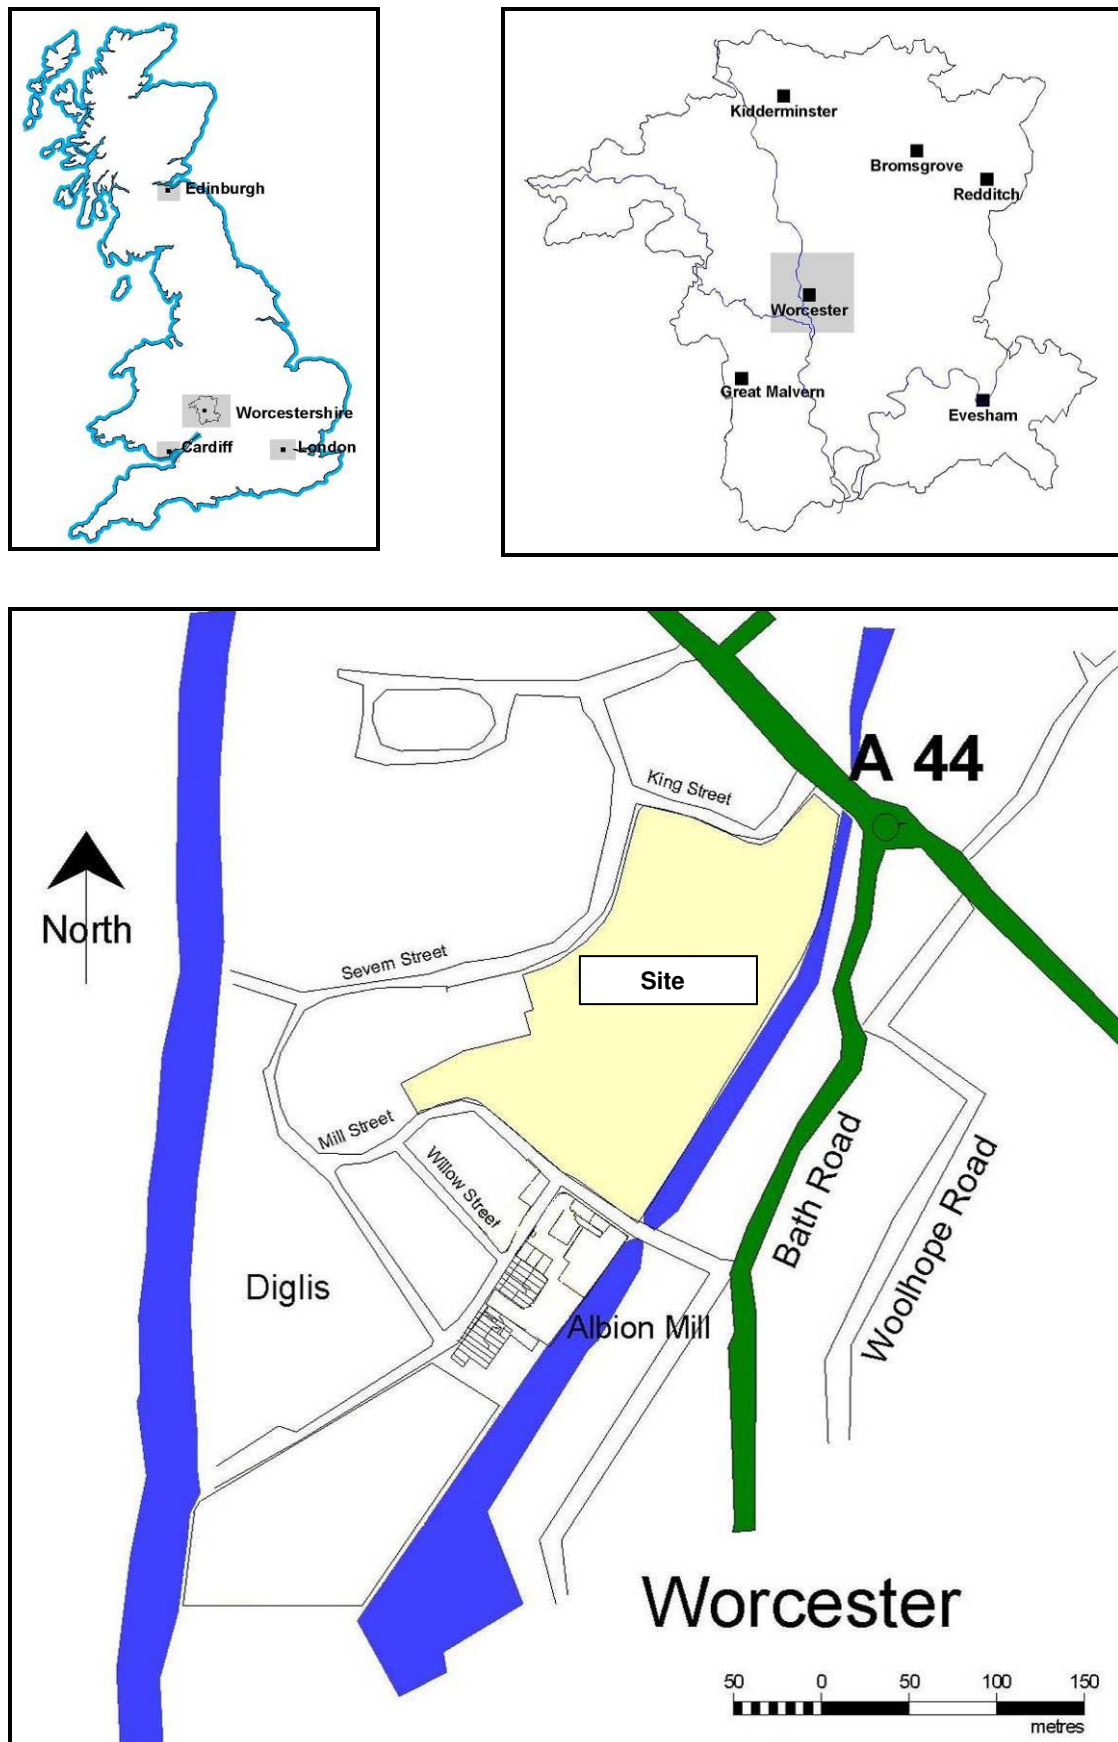 Edinburgh
Worcestershire
Cardiff
London
Kidderminster
Bromsgrove
Redditch
Worcester
Great Malvern
Evesham
A 44
King Street
North
Severn Street
Site
Mill Street
Willow Street
Bath Road
Woolhope Road
Diglis
Albion Mill
Worcester
50 0 50 100 150
metres